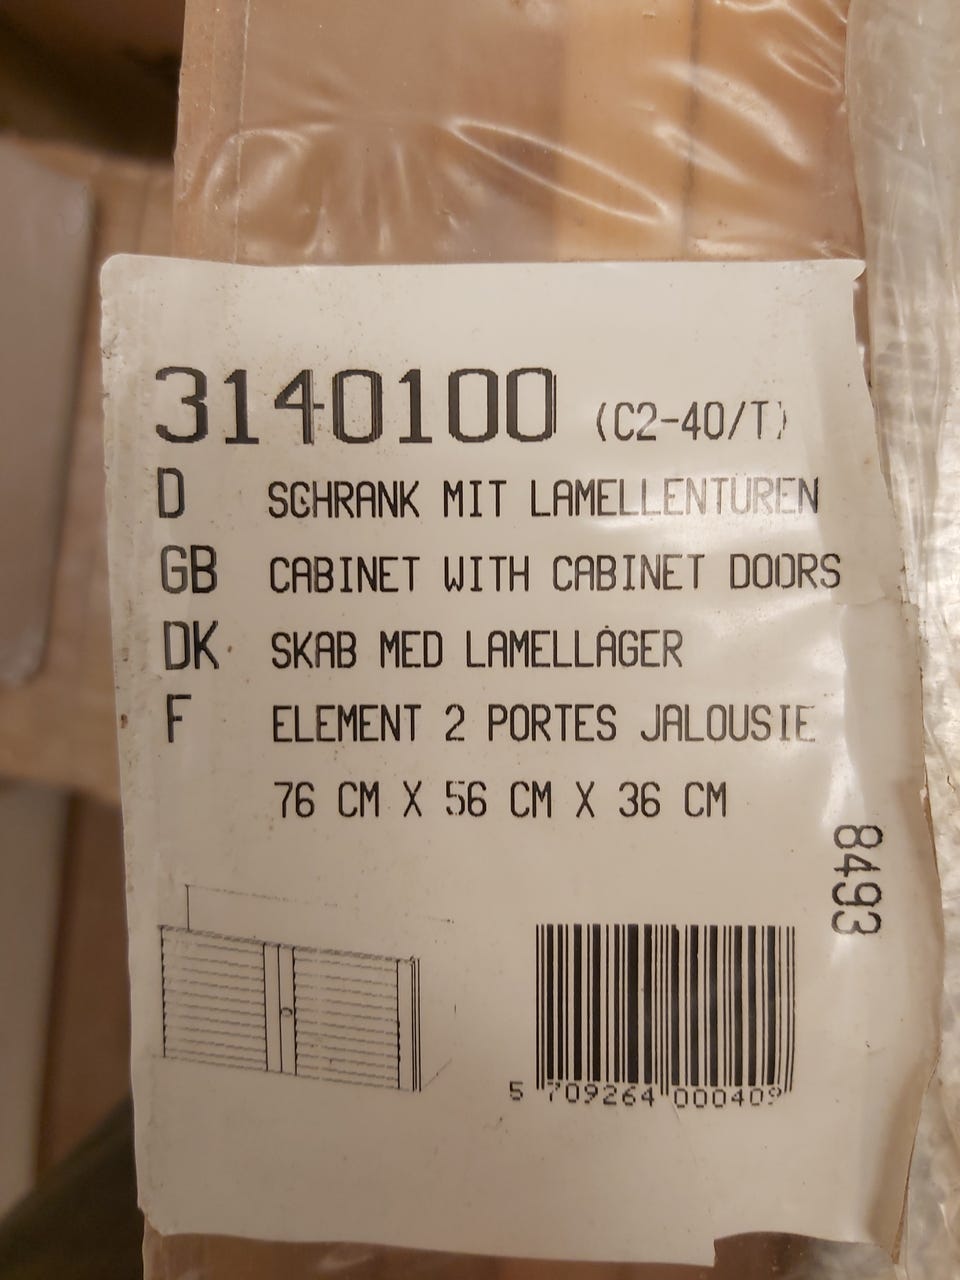 3140100 (C2-40/T)
D SCHRANK MIT LAMELLENTÜREN
GB CABINET WITH CABINET DOORS
DK SKAB MED LAMELLÅGER
F ELEMENT 2 PORTES JALOUSIE
76 CM X 56 CM X 36 CM
8493
5 709264 000409